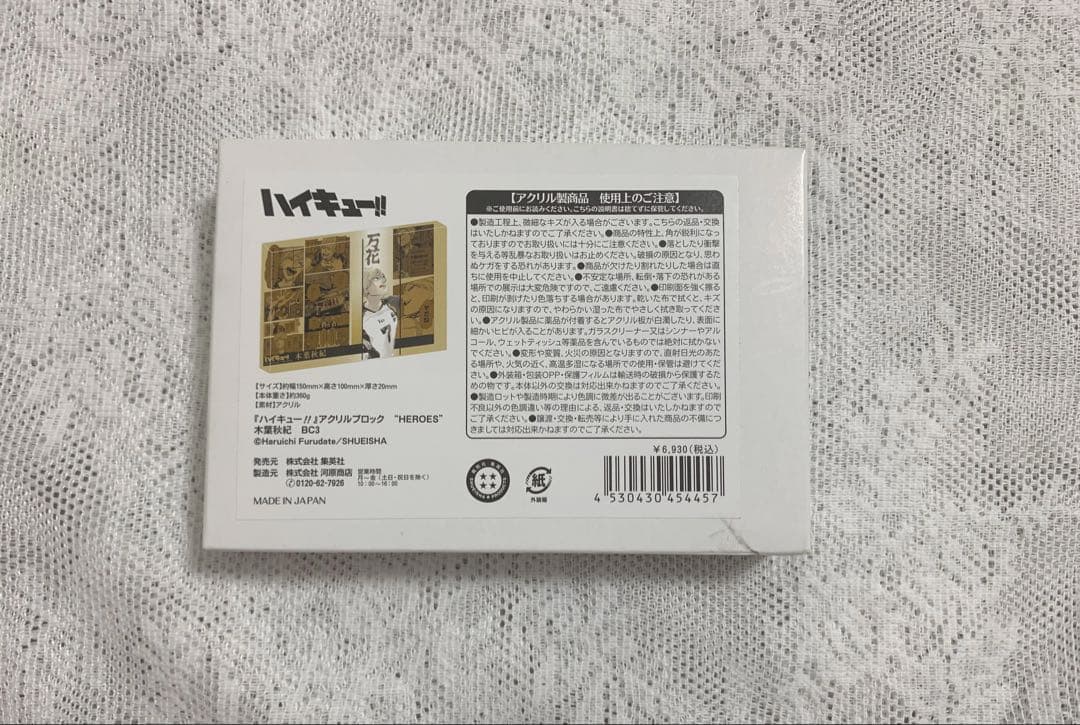 ハイキュー!!
万花
ハイキュー!! 木葉秋紀
【サイズ】約幅150mm×高さ100mm×厚さ20mm
【本体重さ】約360g
【素材】アクリル
『ハイキュー!!』アクリルブロック　“HEROES”
木葉秋紀　BC3
©Haruichi Furudate/SHUEISHA
発売元　株式会社 集英社
製造元　株式会社 河原商店
0120-62-7926
営業時間
月～金（土日・祝日を除く）
10：00～16：00
MADE IN JAPAN
【アクリル製商品　使用上のご注意】
※ご使用前にお読みください。こちらの説明書は捨てずに保管してください。
●製造工程上、微細なキズが入る場合がございます。こちらの返品・交換
はいたしかねますのでご了承ください。●商品の特性上、角が鋭利になっ
ておりますのでお取り扱いには十分にご注意ください。●落としたり衝撃
を与える等乱暴なお取り扱いはお止めください。破損の原因となり、思わ
ぬケガをする恐れがあります。●商品が欠けたり割れたりした場合は直
ちに使用を中止してください。●不安定な場所、転倒・落下の恐れがある
場所での展示は大変危険ですので、ご遠慮ください。●印刷面を強く擦る
と、印刷が剥げたり色落ちする場合があります。乾いた布で拭くと、キズ
の原因になりますので、やわらかい湿った布でやさしく拭き取ってください
。●アクリル製品に薬品が付着するとアクリル板が白濁したり、表面に
細かいヒビが入ることがあります。ガラスクリーナー又はシンナーやアル
コール、ウェットティッシュ等薬品を含んでいるものでは絶対に拭かない
でください。●変形や変質、火災の原因となりますので、直射日光のあた
る場所や、火気の近く、高温多湿になる場所での使用・保管は避けてくだ
さい。●外装箱・包装OPP・保護フィルムは輸送時の破損から保護するた
めの物です。本体以外の交換は対応出来かねますのでご了承ください。
●製造ロットや製造時期により色調に微差が出ることがございます。印刷
不良以外の色調違い等の理由による、返品・交換はいたしかねますので
ご了承ください。●譲渡・交換・転売等により手に入れた商品の不備につ
きましては対応出来かねますのでご了承ください。
￥6,930(税込)
紙
外装箱
4 530430 454457